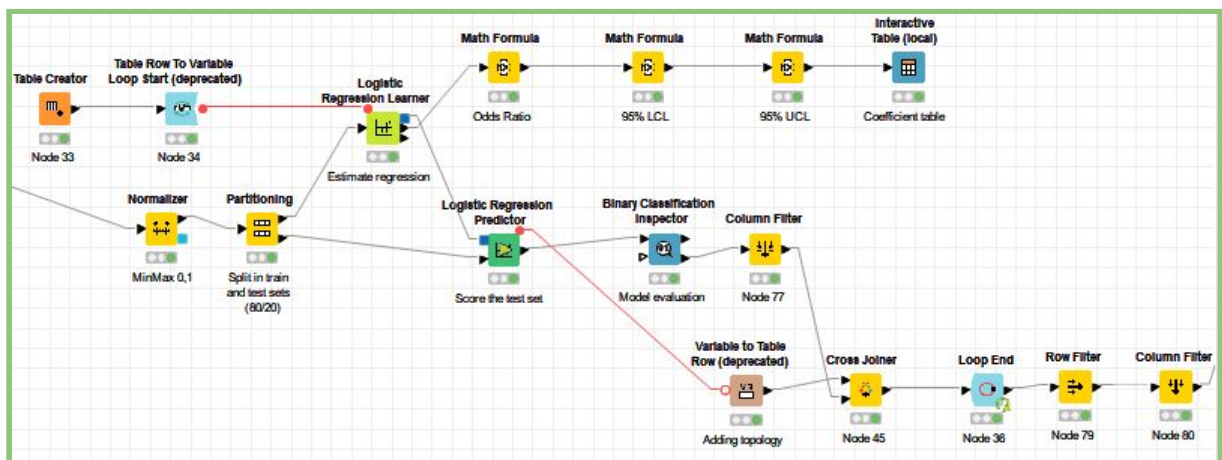 Table Creator
Node 33
Table Row To Variable
Loop Start (deprecated)
Node 34
Logistic
Regression Learner
Estimate regression
Math Formula
Odds Ratio
Math Formula
95% LCL
Math Formula
95% UCL
Interactive
Table (local)
Coefficient table
Normalizer
MinMax 0,1
Partitioning
Split in train
and test sets
(80/20)
Logistic Regression
Predictor
Score the test set
Binary Classification
Inspector
Model evaluation
Column Filter
Node 77
Variable to Table
Row (deprecated)
Adding topology
Cross Joiner
Node 45
Loop End
Node 36
Row Filter
Node 79
Column Filter
Node 80